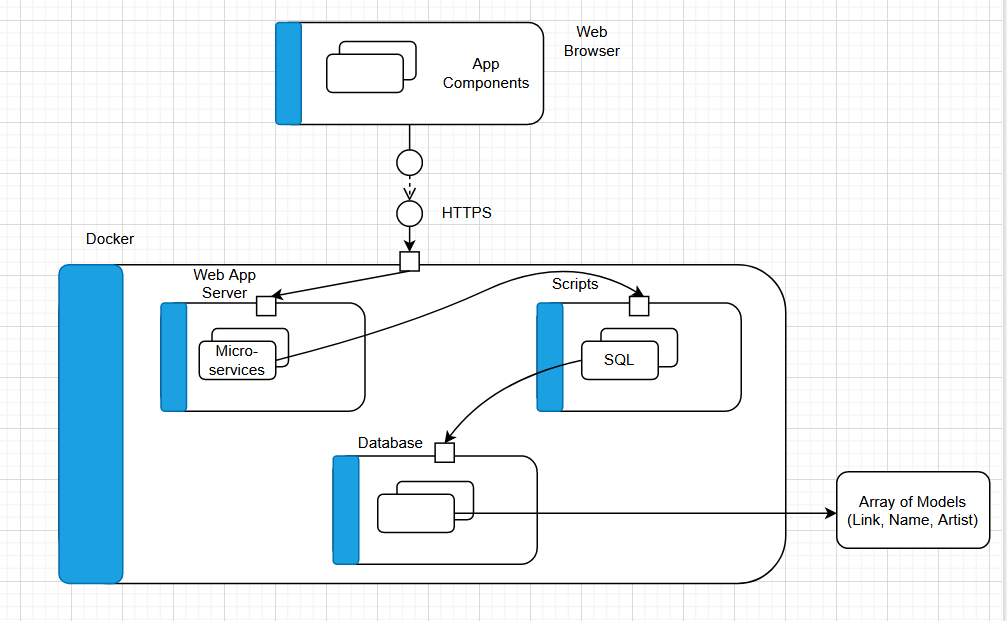 Web
Browser
App
Components
HTTPS
Docker
Web App
Server
Scripts
Micro-
services
SQL
Database
Array of Models
(Link, Name, Artist)